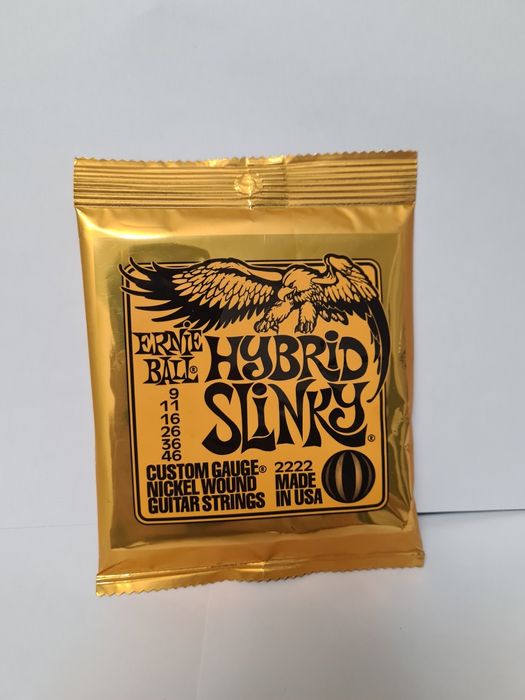 ERNIE
BALL®
HYBRID
SLINKY®
9
11
16
26
36
46
CUSTOM GAUGE®
NICKEL WOUND
GUITAR STRINGS
2222
MADE
IN USA